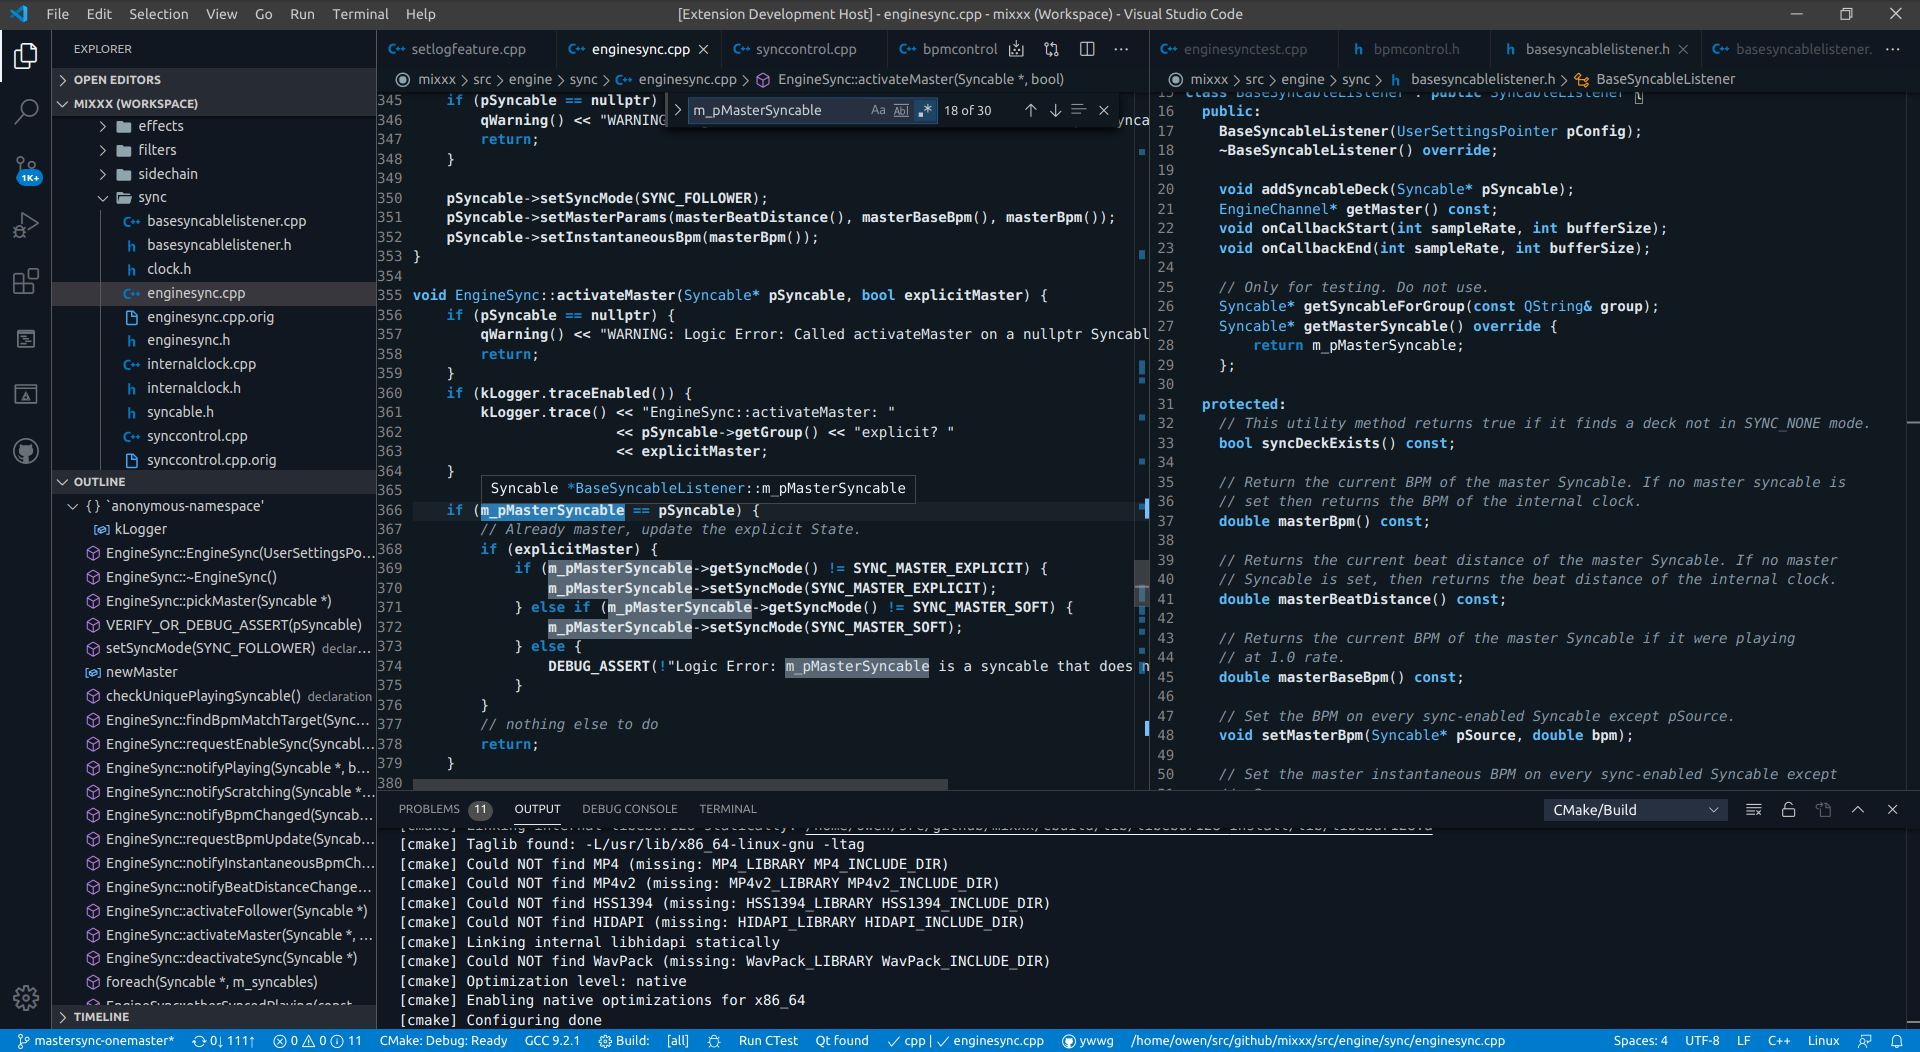 File Edit Selection View Go Run Terminal Help
[Extension Development Host] - enginesync.cpp - mixxx (Workspace) - Visual Studio Code
EXPLORER
OPEN EDITORS
MIXXX (WORKSPACE)
effects
filters
sidechain
sync
basesyncablelistener.cpp
basesyncablelistener.h
clock.h
enginesync.cpp
enginesync.cpp.orig
enginesync.h
internalclock.cpp
internalclock.h
syncable.h
synccontrol.cpp
synccontrol.cpp.orig
1K+
OUTLINE
{} `anonymous-namespace'
kLogger
EngineSync::EngineSync(UserSettingsPo...
EngineSync::~EngineSync()
EngineSync::pickMaster(Syncable *)
VERIFY_OR_DEBUG_ASSERT(pSyncable)
setSyncMode(SYNC_FOLLOWER) declar...
newMaster
checkUniquePlayingSyncable() declaration
EngineSync::findBpmMatchTarget(Sync...
EngineSync::requestEnableSync(Syncabl...
EngineSync::notifyPlaying(Syncable *, b...
EngineSync::notifyScratching(Syncable *...
EngineSync::notifyBpmChanged(Syncab...
EngineSync::requestBpmUpdate(Syncab...
EngineSync::notifyInstantaneousBpmCh...
EngineSync::notifyBeatDistanceChange...
EngineSync::activateFollower(Syncable *)
EngineSync::activateMaster(Syncable *, ...
EngineSync::deactivateSync(Syncable *)
foreach(Syncable *, m_syncables)
TIMELINE
setlogfeature.cpp enginesync.cpp synccontrol.cpp bpmcontrol
mixxx > src > engine > sync > enginesync.cpp > EngineSync::activateMaster(Syncable *, bool)
m_pMasterSyncable Aa Abl .* 18 of 30
345 if (pSyncable == nullptr)
346 qWarning() << "WARNING
347 return;
348 }
349
350 pSyncable->setSyncMode(SYNC_FOLLOWER);
351 pSyncable->setMasterParams(masterBeatDistance(), masterBaseBpm(), masterBpm());
352 pSyncable->setInstantaneousBpm(masterBpm());
353 }
354
355 void EngineSync::activateMaster(Syncable* pSyncable, bool explicitMaster) {
356 if (pSyncable == nullptr) {
357 qWarning() << "WARNING: Logic Error: Called activateMaster on a nullptr Syncabl
358 return;
359 }
360 if (kLogger.traceEnabled()) {
361 kLogger.trace() << "EngineSync::activateMaster: "
362 << pSyncable->getGroup() << "explicit? "
363 << explicitMaster;
364 }
365
Syncable *BaseSyncableListener::m_pMasterSyncable
366 if (m_pMasterSyncable == pSyncable) {
367 // Already master, update the explicit State.
368 if (explicitMaster) {
369 if (m_pMasterSyncable->getSyncMode() != SYNC_MASTER_EXPLICIT) {
370 m_pMasterSyncable->setSyncMode(SYNC_MASTER_EXPLICIT);
371 } else if (m_pMasterSyncable->getSyncMode() != SYNC_MASTER_SOFT) {
372 m_pMasterSyncable->setSyncMode(SYNC_MASTER_SOFT);
373 } else {
374 DEBUG_ASSERT(!"Logic Error: m_pMasterSyncable is a syncable that does n
375 }
376 }
377 // nothing else to do
378 return;
379 }
380
enginesynctest.cpp bpmcontrol.h basesyncablelistener.h basesyncablelistener.
mixxx > src > engine > sync > basesyncablelistener.h > BaseSyncableListener
15 class BaseSyncableListener : public SyncableListener {
16 public:
17 BaseSyncableListener(UserSettingsPointer pConfig);
18 ~BaseSyncableListener() override;
19
20 void addSyncableDeck(Syncable* pSyncable);
21 EngineChannel* getMaster() const;
22 void onCallbackStart(int sampleRate, int bufferSize);
23 void onCallbackEnd(int sampleRate, int bufferSize);
24
25 // Only for testing. Do not use.
26 Syncable* getSyncableForGroup(const QString& group);
27 Syncable* getMasterSyncable() override {
28 return m_pMasterSyncable;
29 };
30
31 protected:
32 // This utility method returns true if it finds a deck not in SYNC_NONE mode.
33 bool syncDeckExists() const;
34
35 // Return the current BPM of the master Syncable. If no master syncable is
36 // set then returns the BPM of the internal clock.
37 double masterBpm() const;
38
39 // Returns the current beat distance of the master Syncable. If no master
40 // Syncable is set, then returns the beat distance of the internal clock.
41 double masterBeatDistance() const;
42
43 // Returns the current BPM of the master Syncable if it were playing
44 // at 1.0 rate.
45 double masterBaseBpm() const;
46
47 // Set the BPM on every sync-enabled Syncable except pSource.
48 void setMasterBpm(Syncable* pSource, double bpm);
49
50 // Set the master instantaneous BPM on every sync-enabled Syncable except
PROBLEMS 11 OUTPUT DEBUG CONSOLE TERMINAL CMake/Build
[cmake] Linking internal libebur128 statically: /home/owen/src/github/mixxx/cbuild/lib/libebur128-install/lib/libebur128.a
[cmake] Taglib found: -L/usr/lib/x86_64-linux-gnu -ltag
[cmake] Could NOT find MP4 (missing: MP4_LIBRARY MP4_INCLUDE_DIR)
[cmake] Could NOT find MP4v2 (missing: MP4v2_LIBRARY MP4v2_INCLUDE_DIR)
[cmake] Could NOT find HSS1394 (missing: HSS1394_LIBRARY HSS1394_INCLUDE_DIR)
[cmake] Could NOT find HIDAPI (missing: HIDAPI_LIBRARY HIDAPI_INCLUDE_DIR)
[cmake] Linking internal libhidapi statically
[cmake] Could NOT find WavPack (missing: WavPack_LIBRARY WavPack_INCLUDE_DIR)
[cmake] Optimization level: native
[cmake] Enabling native optimizations for x86_64
[cmake] Configuring done
mastersync-onemaster* 0↓ 111↑ 0 0 11 CMake: Debug: Ready GCC 9.2.1 Build: [all] Run CTest Qt found cpp | enginesync.cpp ywwg /home/owen/src/github/mixxx/src/engine/sync/enginesync.cpp Spaces: 4 UTF-8 LF C++ Linux